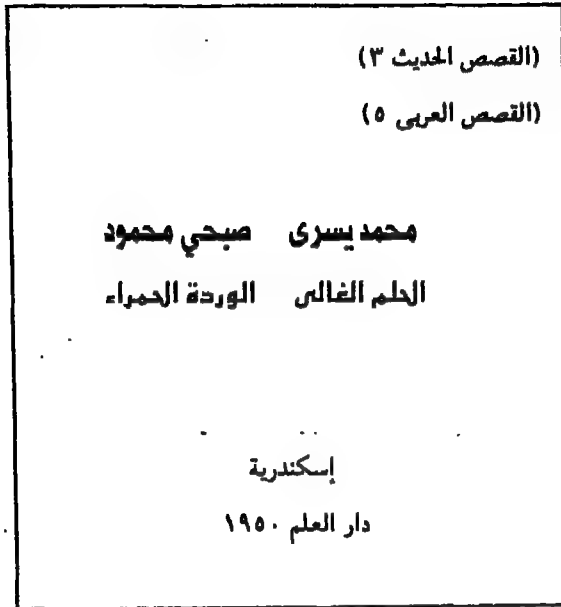 (القصص الحديث ٣)
(القصص العربى ٥)
محمد يسرى صبحي محمود
الحلم الغالى الوردة الحمراء
إسكندرية
دار العلم ١٩٥٠